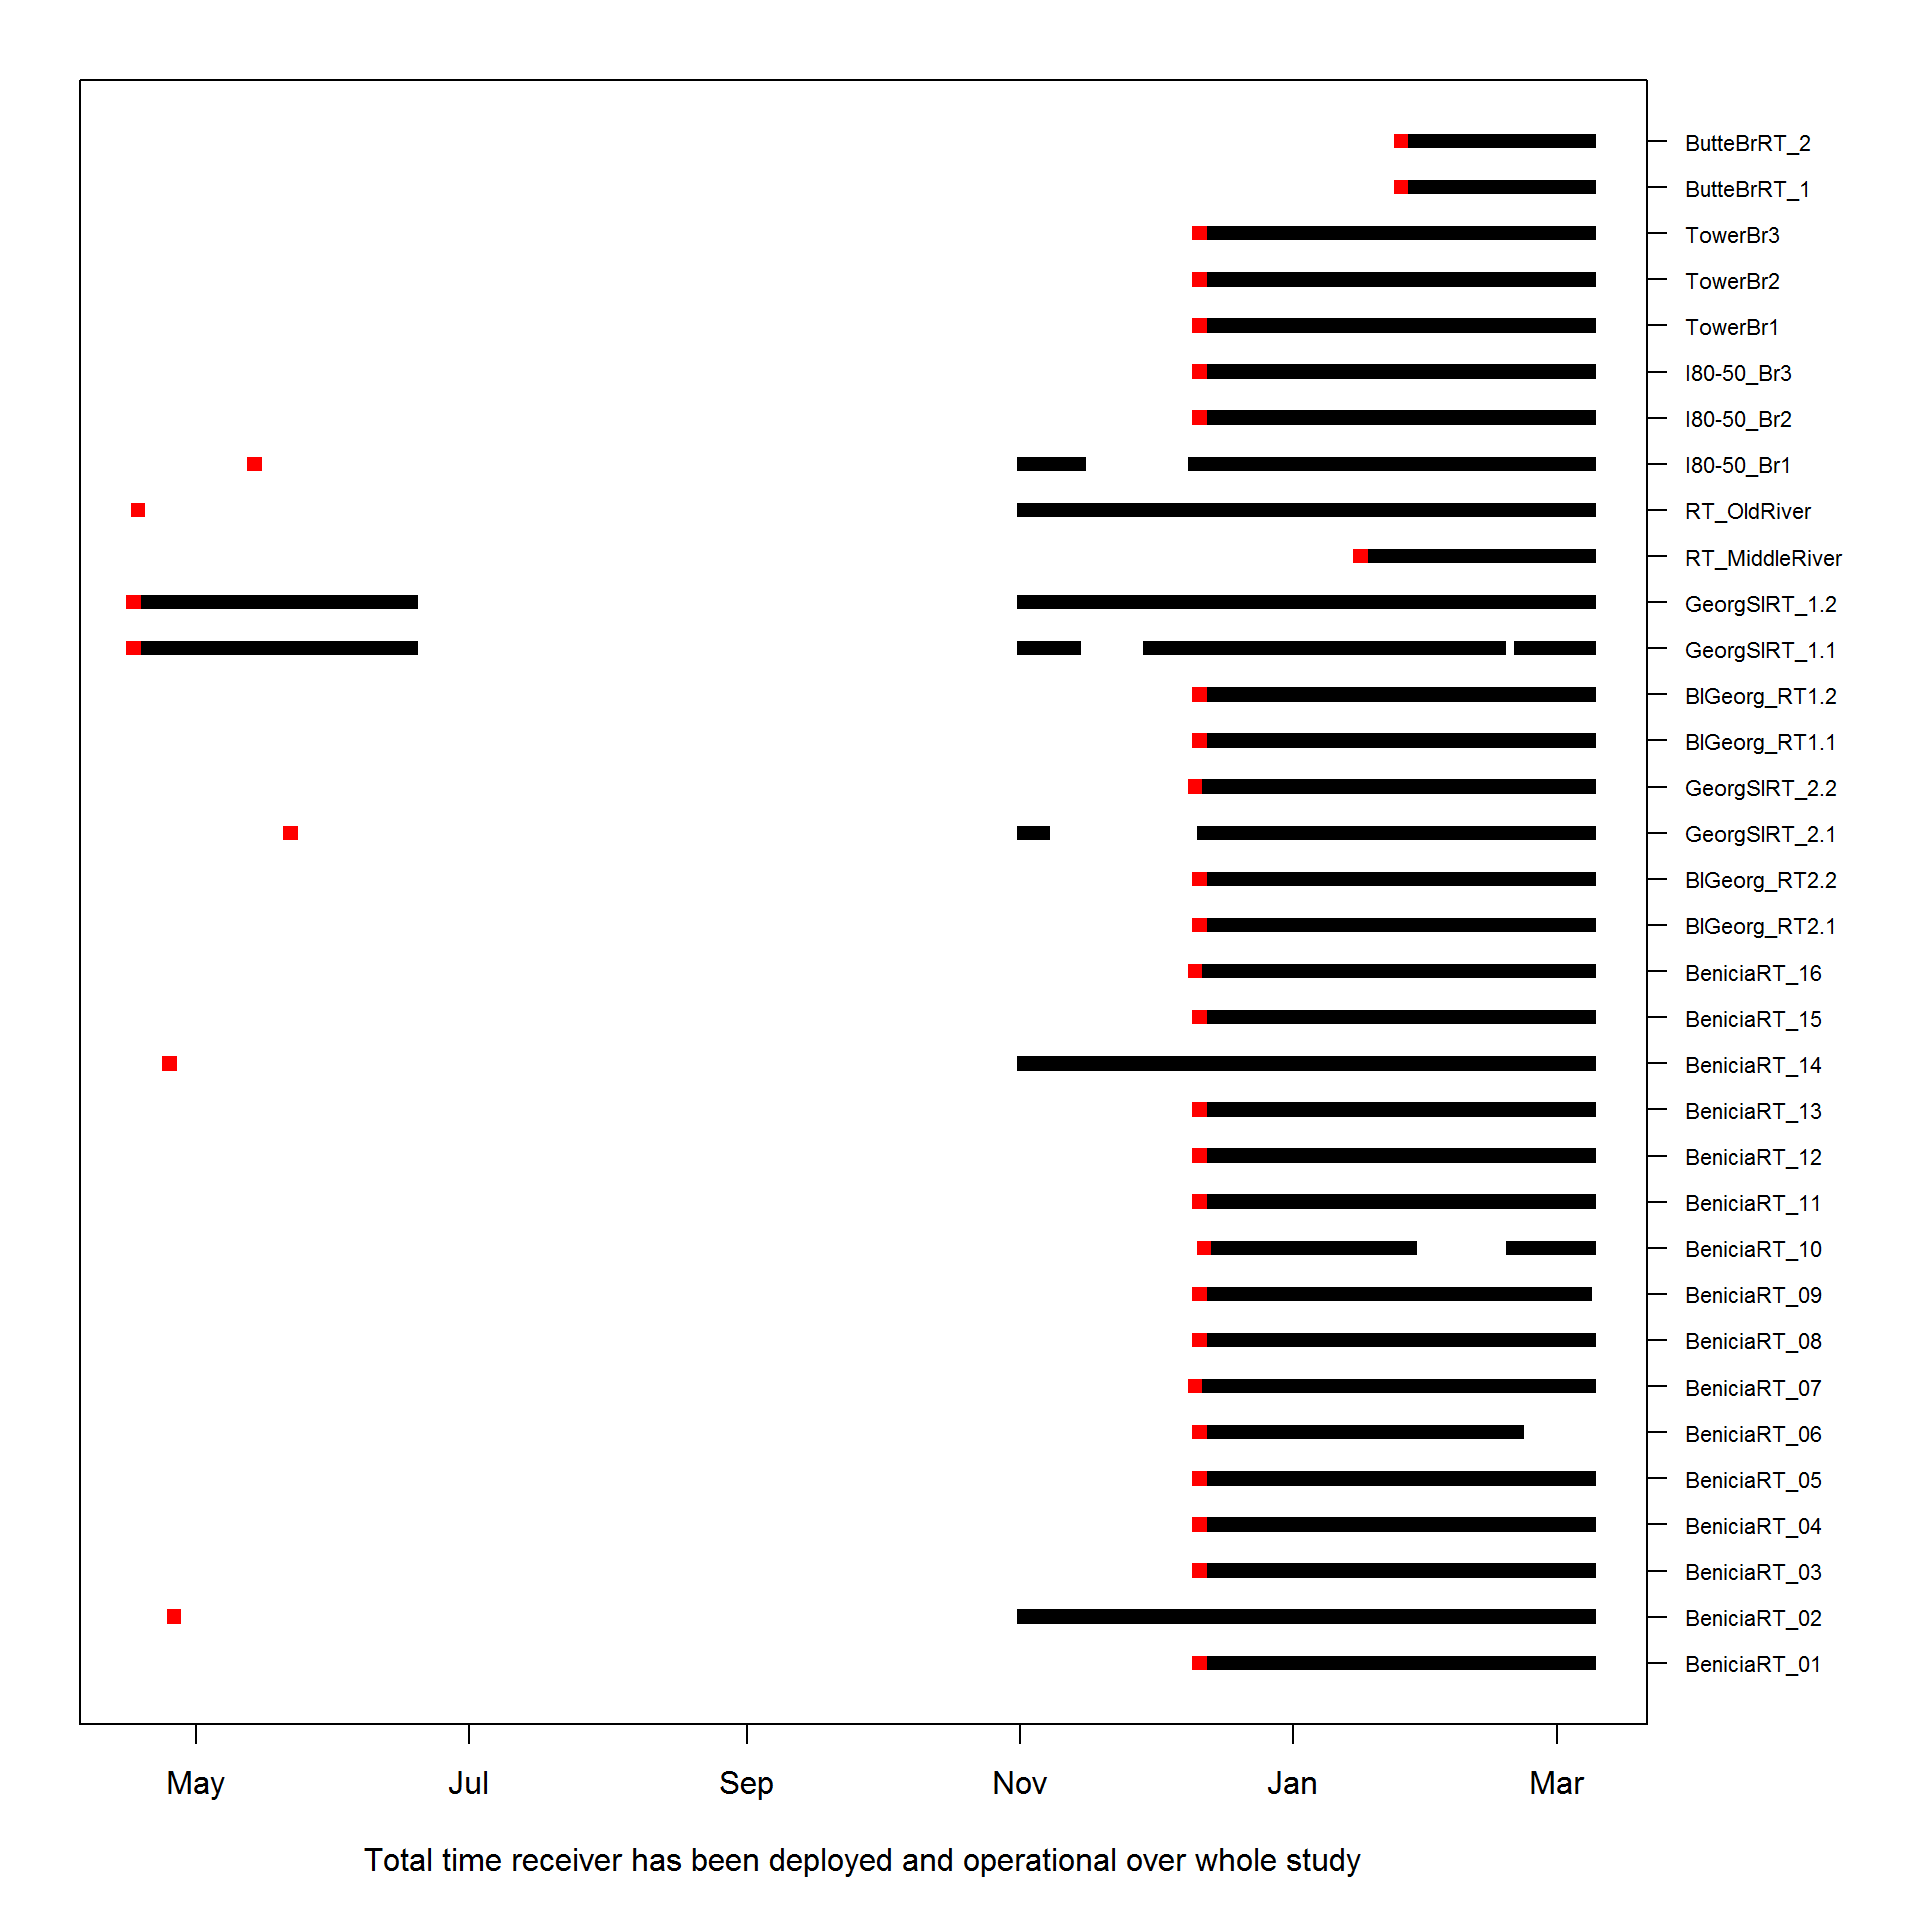 ButteBrRT_2
ButteBrRT_1
TowerBr3
TowerBr2
TowerBr1
I80-50_Br3
I80-50_Br2
I80-50_Br1
RT_OldRiver
RT_MiddleRiver
GeorgSlRT_1.2
GeorgSlRT_1.1
BlGeorg_RT1.2
BlGeorg_RT1.1
GeorgSlRT_2.2
GeorgSlRT_2.1
BlGeorg_RT2.2
BlGeorg_RT2.1
BeniciaRT_16
BeniciaRT_15
BeniciaRT_14
BeniciaRT_13
BeniciaRT_12
BeniciaRT_11
BeniciaRT_10
BeniciaRT_09
BeniciaRT_08
BeniciaRT_07
BeniciaRT_06
BeniciaRT_05
BeniciaRT_04
BeniciaRT_03
BeniciaRT_02
BeniciaRT_01
May Jul Sep Nov Jan Mar
Total time receiver has been deployed and operational over whole study